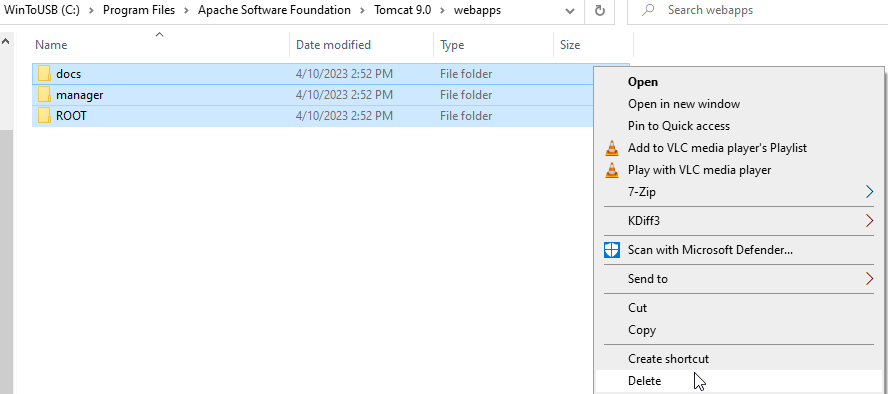 WinToUSB (C:) > Program Files > Apache Software Foundation > Tomcat 9.0 > webapps
Search webapps
Name Date modified Type Size
docs 4/10/2023 2:52 PM File folder
manager 4/10/2023 2:52 PM File folder
ROOT 4/10/2023 2:52 PM File folder
Open
Open in new window
Pin to Quick access
Add to VLC media player's Playlist
Play with VLC media player
7-Zip
KDiff3
Scan with Microsoft Defender...
Send to
Cut
Copy
Create shortcut
Delete